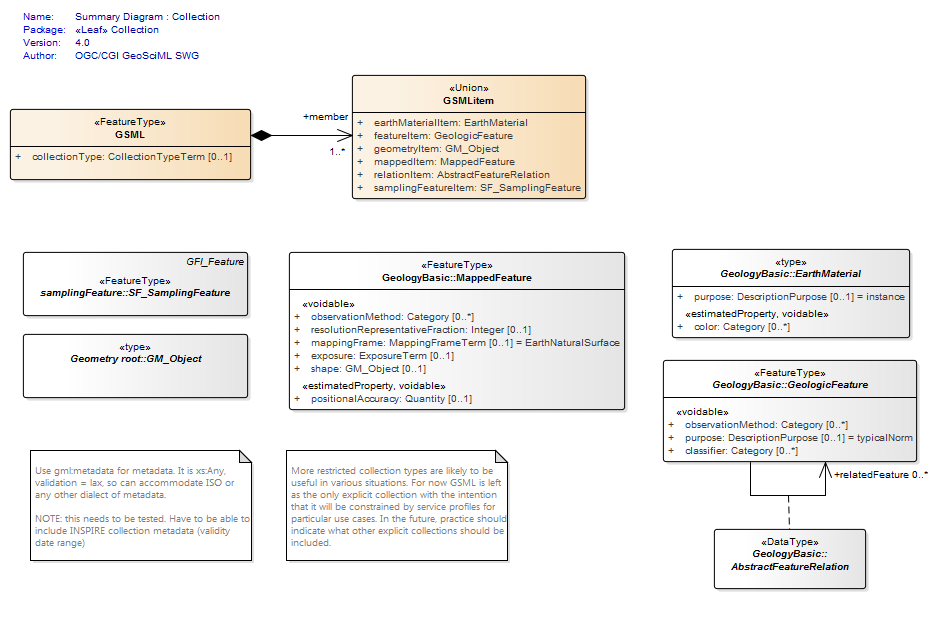 Name: Summary Diagram : Collection
Package: «Leaf» Collection
Version: 4.0
Author: OGC/CGI GeoSciML SWG
«FeatureType»
GSML
+ collectionType: CollectionTypeTerm [0..1]
+member
1..*
«Union»
GSMLitem
+ earthMaterialItem: EarthMaterial
+ featureItem: GeologicFeature
+ geometryItem: GM_Object
+ mappedItem: MappedFeature
+ relationItem: AbstractFeatureRelation
+ samplingFeatureItem: SF_SamplingFeature
GFI_Feature
«FeatureType»
samplingFeature::SF_SamplingFeature
«type»
Geometry root::GM_Object
«FeatureType»
GeologyBasic::MappedFeature
«voidable»
+ observationMethod: Category [0..*]
+ resolutionRepresentativeFraction: Integer [0..1]
+ mappingFrame: MappingFrameTerm [0..1] = EarthNaturalSurface
+ exposure: ExposureTerm [0..1]
+ shape: GM_Object [0..1]
«estimatedProperty, voidable»
+ positionalAccuracy: Quantity [0..1]
«type»
GeologyBasic::EarthMaterial
+ purpose: DescriptionPurpose [0..1] = instance
«estimatedProperty, voidable»
+ color: Category [0..*]
«FeatureType»
GeologyBasic::GeologicFeature
«voidable»
+ observationMethod: Category [0..*]
+ purpose: DescriptionPurpose [0..1] = typicalNorm
+ classifier: Category [0..*]
+relatedFeature 0..*
«DataType»
GeologyBasic::
AbstractFeatureRelation
Use gml:metadata for metadata. It is xs:Any,
validation = lax, so can accommodate ISO or
any other dialect of metadata.
NOTE: this needs to be tested. Have to be able to
include INSPIRE collection metadata (validity
date range)
More restricted collection types are likely to be
useful in various situations. For now GSML is left
as the only explicit collection with the intention
that it will be constrained by service profiles for
particular use cases. In the future, practice should
indicate what other explicit collections should be
included.